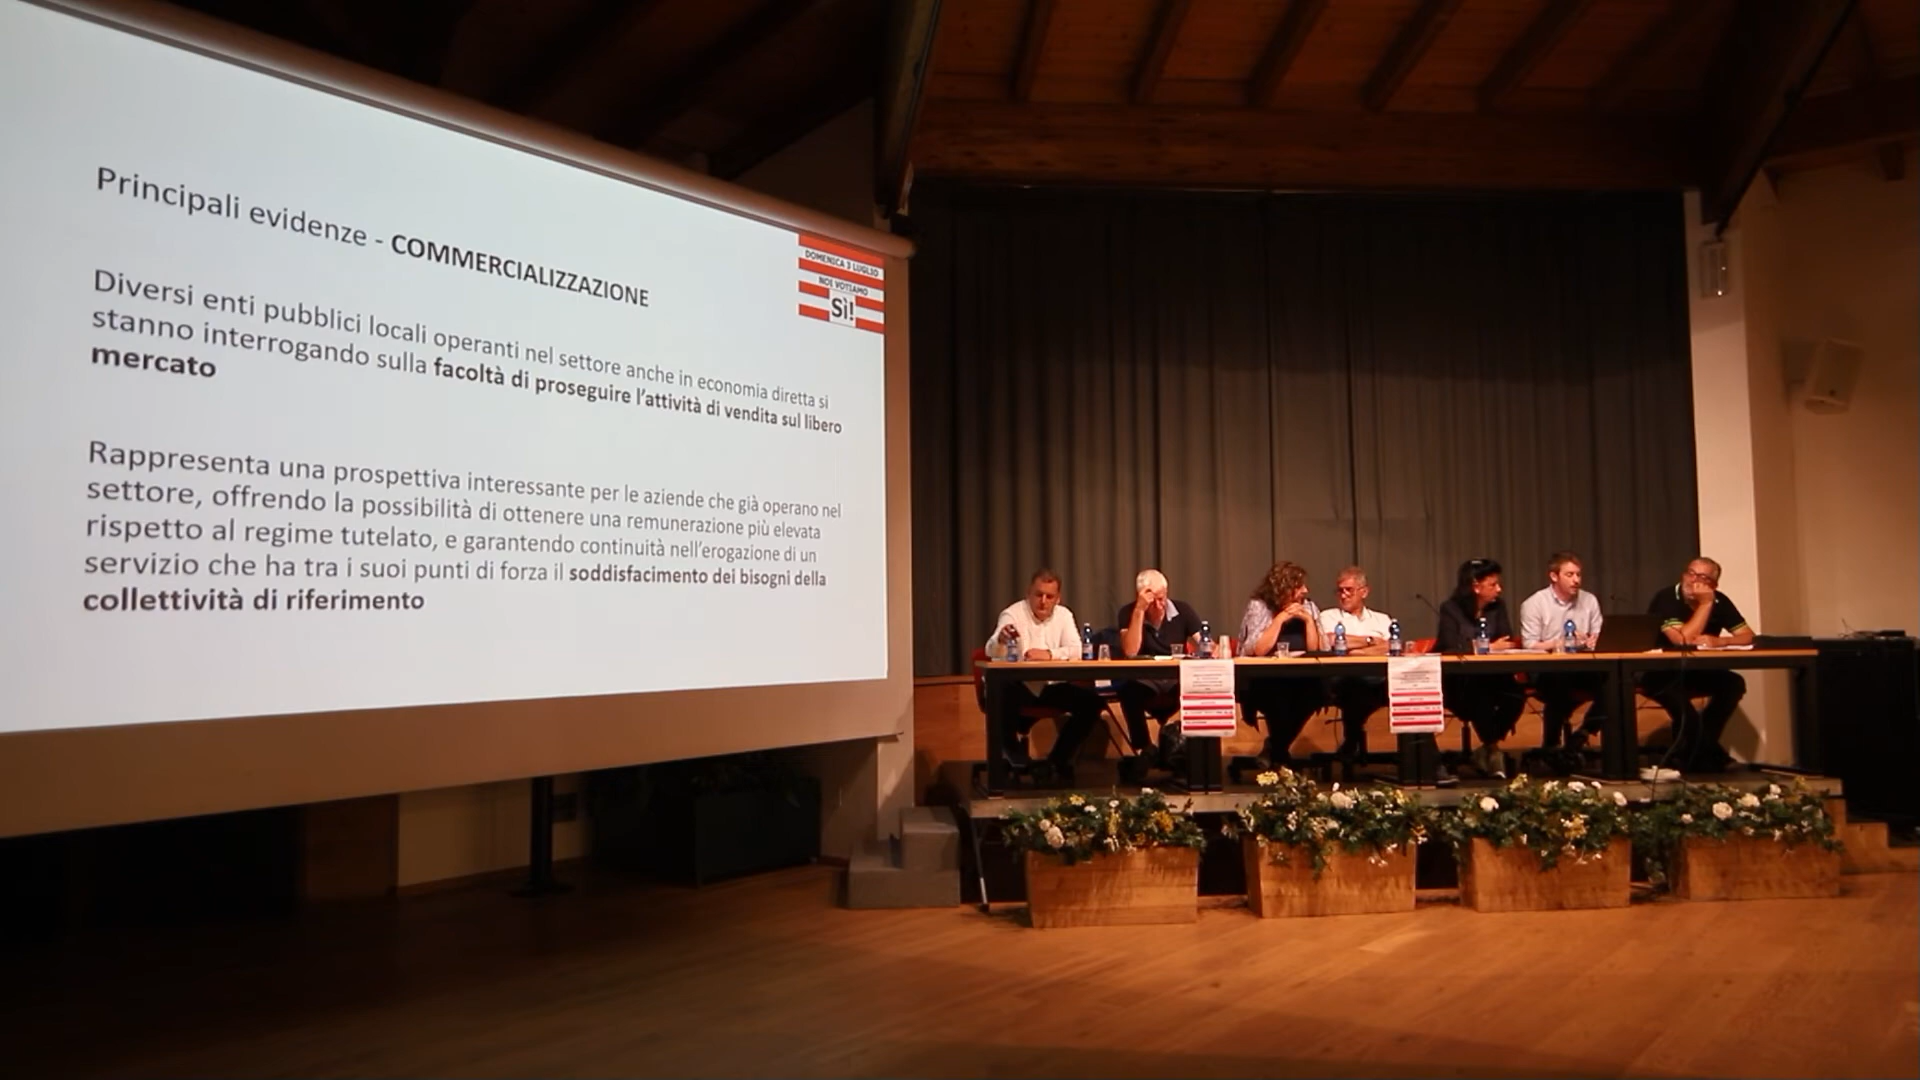 Principali evidenze - COMMERCIALIZZAZIONE
DOMENICA 3 LUGLIO
NOI VOTIAMO
Sì!
Diversi enti pubblici locali operanti nel settore anche in economia diretta si
stanno interrogando sulla facoltà di proseguire l'attività di vendita sul libero
mercato
Rappresenta una prospettiva interessante per le aziende che già operano nel
settore, offrendo la possibilità di ottenere una remunerazione più elevata
rispetto al regime tutelato, e garantendo continuità nell'erogazione di un
servizio che ha tra i suoi punti di forza il soddisfacimento dei bisogni della
collettività di riferimento